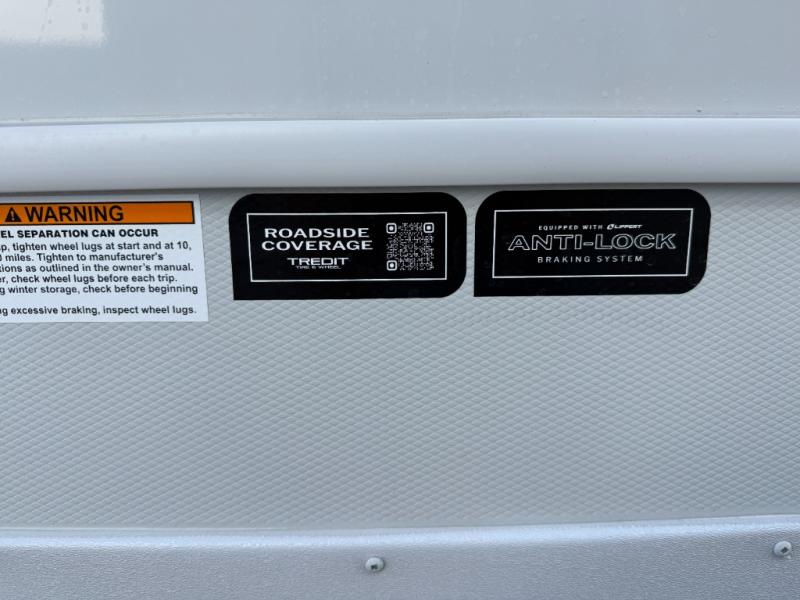 WARNING
EL SEPARATION CAN OCCUR
p, tighten wheel lugs at start and at 10,
0 miles. Tighten to manufacturer's
tions as outlined in the owner's manual.
r, check wheel lugs before each trip.
g winter storage, check before beginning
ng excessive braking, inspect wheel lugs.
ROADSIDE
COVERAGE
TREDIT
TIRE & WHEEL
EQUIPPED WITH LIPPERT
ANTI-LOCK
BRAKING SYSTEM